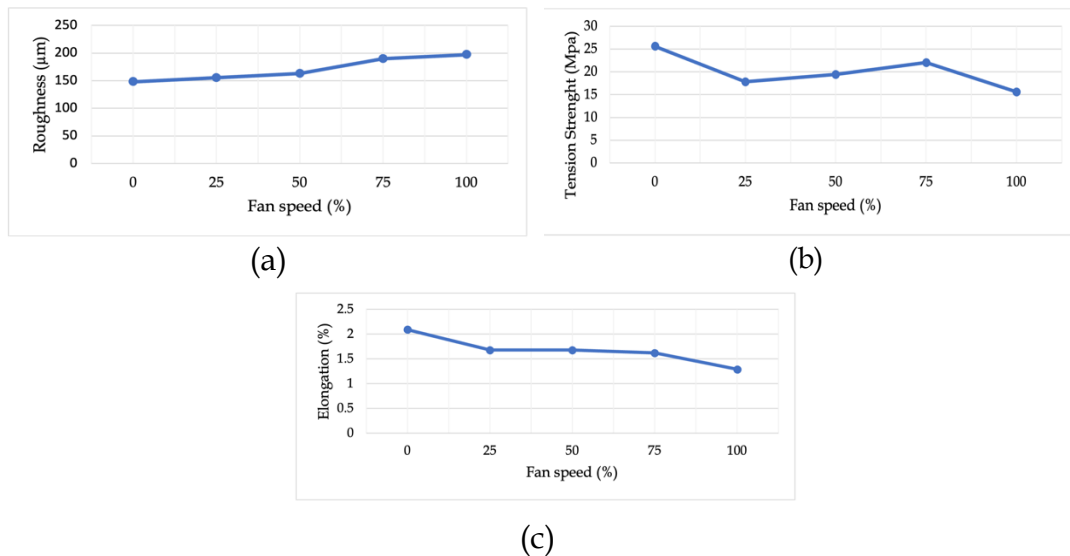 250
200
150
100
50
0
Roughness (µm)
0 25 50 75 100
Fan speed (%)
(a)
30
25
20
15
10
5
0
Tension Strenght (Mpa)
0 25 50 75 100
Fan speed (%)
(b)
2.5
2
1.5
1
0.5
0
Elongation (%)
0 25 50 75 100
Fan speed (%)
(c)